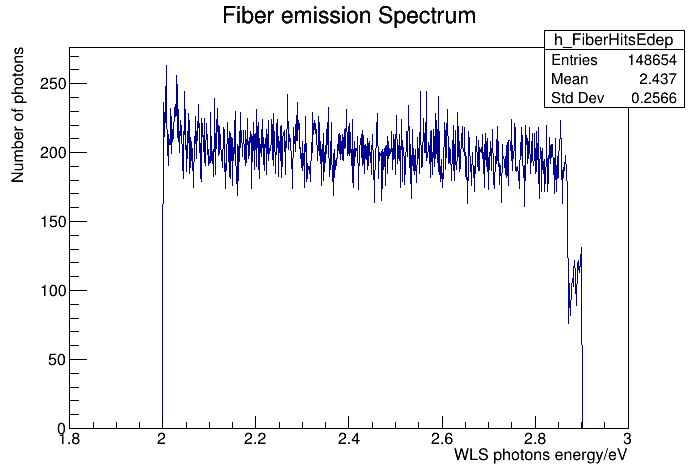 Fiber emission Spectrum
h_FiberHitsEdep
Entries 148654
Mean 2.437
Std Dev 0.2566
Number of photons
250
200
150
100
50
0
1.8 2 2.2 2.4 2.6 2.8 3
WLS photons energy/eV